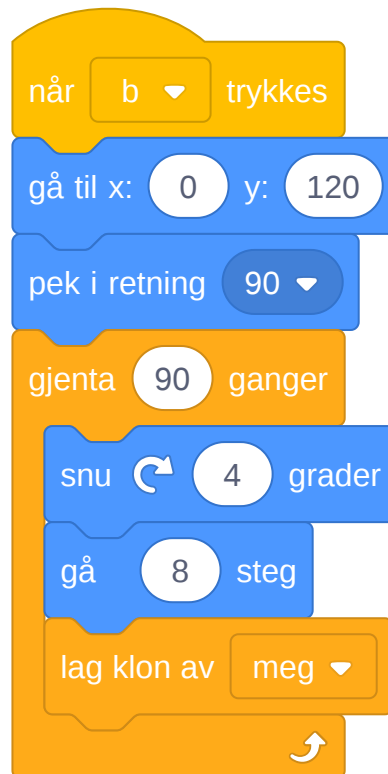 når b trykkes
gå til x: 0 y: 120
pek i retning 90
gjenta 90 ganger
snu 4 grader
gå 8 steg
lag klon av meg